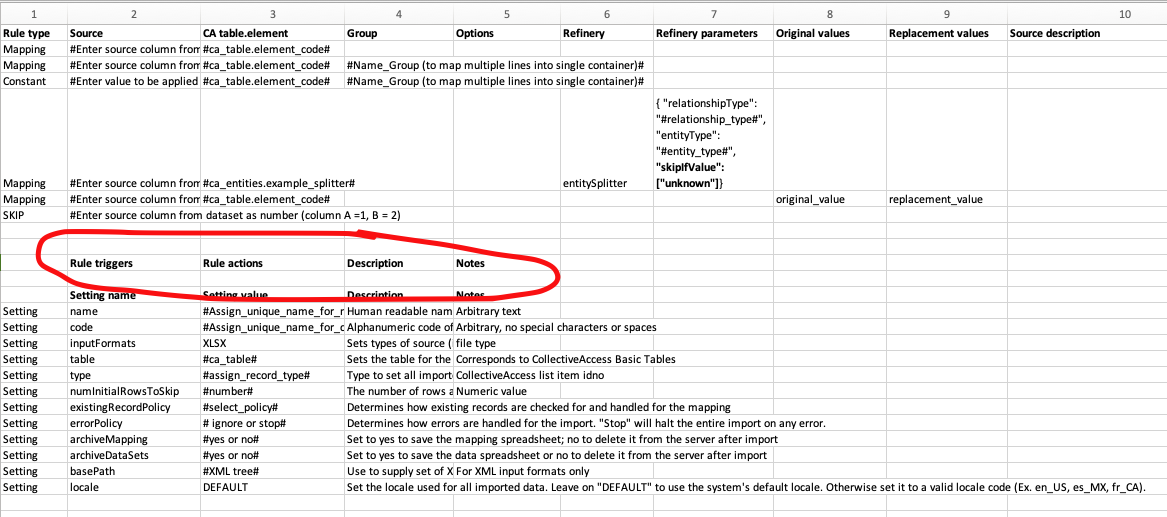 1 2 3 4 5 6 7 8 9 10
Rule type Source CA table.element Group Options Refinery Refinery parameters Original values Replacement values Source description
Mapping #Enter source column from #ca_table.element_code#
Mapping #Enter source column from #ca_table.element_code# #Name_Group (to map multiple lines into single container)#
Constant #Enter value to be applied #ca_table.element_code# #Name_Group (to map multiple lines into single container)#
{ "relationshipType":
"#relationship_type#",
"entityType":
"#entity_type#",
"skipIfValue":
Mapping #Enter source column from #ca_entities.example_splitter# entitySplitter ["unknown"]}
Mapping #Enter source column from #ca_table.element_code# original_value replacement_value
SKIP #Enter source column from dataset as number (column A =1, B = 2)
Rule triggers Rule actions Description Notes
Setting name Setting value Description Notes
Setting name #Assign_unique_name_for_r Human readable nam Arbitrary text
Setting code #Assign_unique_name_for_c Alphanumeric code of Arbitrary, no special characters or spaces
Setting inputFormats XLSX Sets types of source ( file type
Setting table #ca_table# Sets the table for the Corresponds to CollectiveAccess Basic Tables
Setting type #assign_record_type# Type to set all import CollectiveAccess list item idno
Setting numInitialRowsToSkip #number# The number of rows a Numeric value
Setting existingRecordPolicy #select_policy# Determines how existing records are checked for and handled for the mapping
Setting errorPolicy # ignore or stop# Determines how errors are handled for the import. "Stop" will halt the entire import on any error.
Setting archiveMapping #yes or no# Set to yes to save the mapping spreadsheet; no to delete it from the server after import
Setting archiveDataSets #yes or no# Set to yes to save the data spreadsheet or no to delete it from the server after import
Setting basePath #XML tree# Use to supply set of X For XML input formats only
Setting locale DEFAULT Set the locale used for all imported data. Leave on "DEFAULT" to use the system's default locale. Otherwise set it to a valid locale code (Ex. en_US, es_MX, fr_CA).